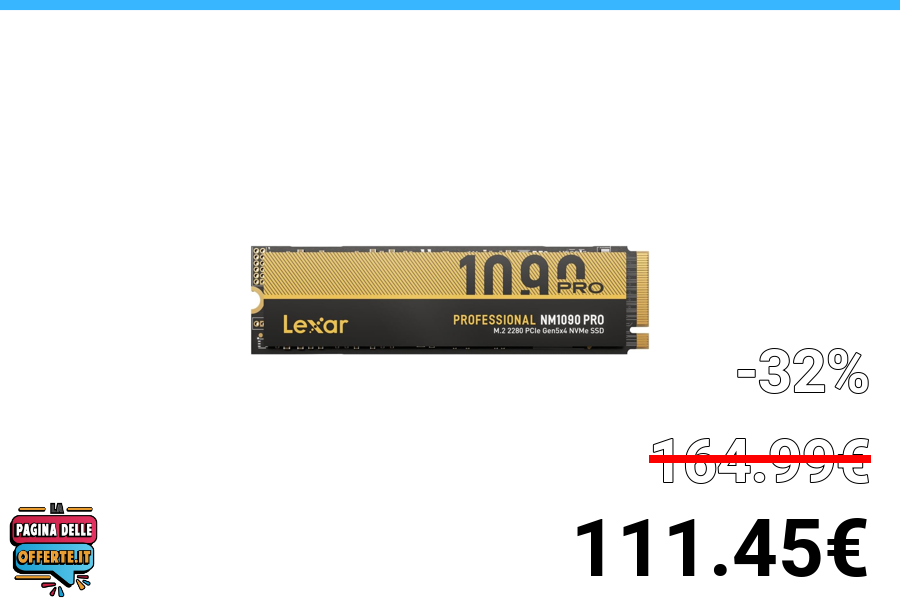 1090
PRO
Lexar
PROFESSIONAL NM1090 PRO
M.2 2280 PCIe Gen5x4 NVMe SSD
-32%
164.99€
111.45€
LA
PAGINA DELLE
OFFERTE.IT